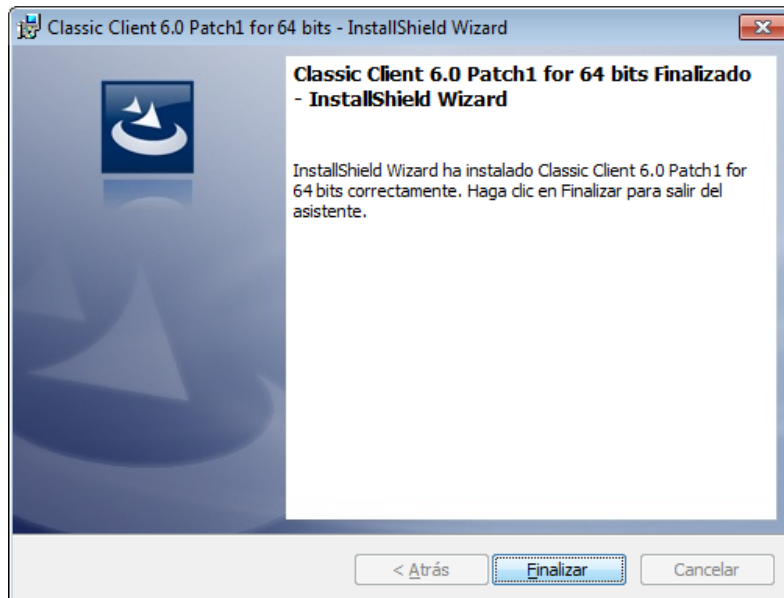 Classic Client 6.0 Patch1 for 64 bits - InstallShield Wizard
Classic Client 6.0 Patch1 for 64 bits Finalizado
- InstallShield Wizard
InstallShield Wizard ha instalado Classic Client 6.0 Patch1 for
64 bits correctamente. Haga clic en Finalizar para salir del
asistente.
< Atrás
Finalizar
Cancelar